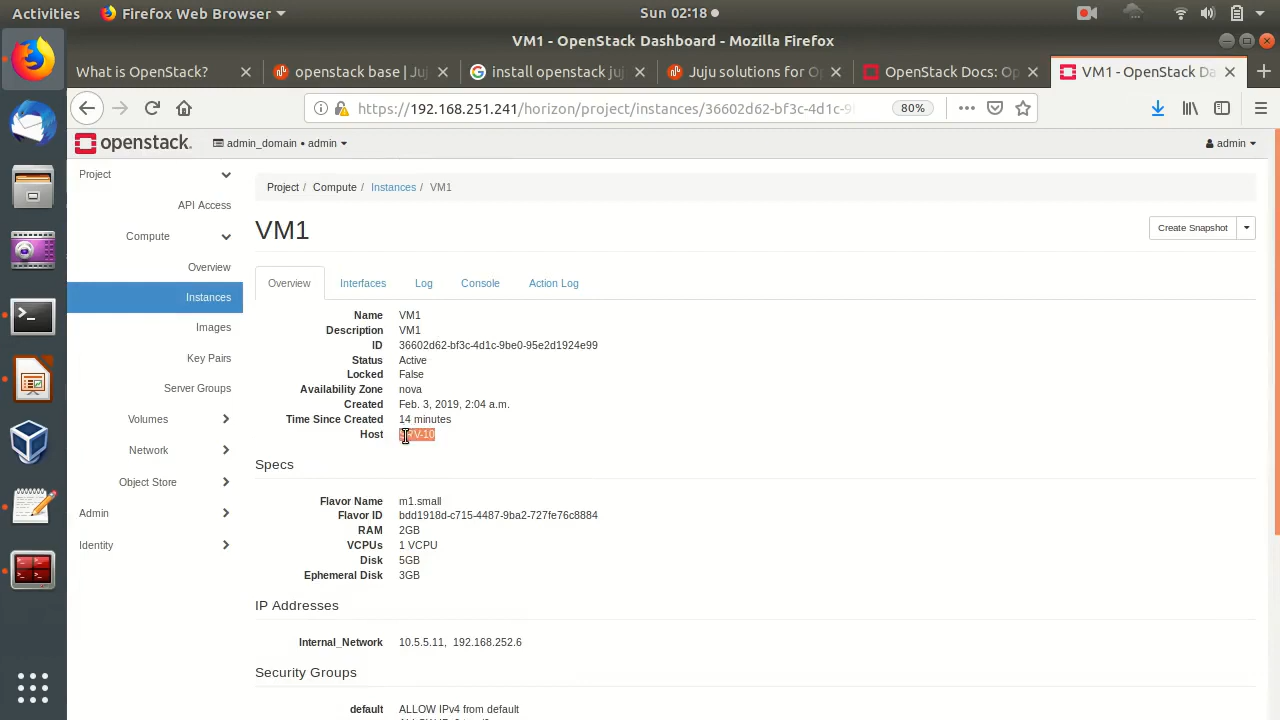 Activities Firefox Web Browser Sun 02:18
VM1 - OpenStack Dashboard - Mozilla Firefox
What is OpenStack? openstack base | Juj install openstack juj Juju solutions for O OpenStack Docs: Op VM1 - OpenStack Da
https://192.168.251.241/horizon/project/instances/36602d62-bf3c-4d1c-9 80%
openstack. admin_domain • admin admin
Project
API Access
Compute
Overview
Instances
Images
Key Pairs
Server Groups
Volumes
Network
Object Store
Admin
Identity
Project / Compute / Instances / VM1
VM1
Create Snapshot
Overview Interfaces Log Console Action Log
Name VM1
Description VM1
ID 36602d62-bf3c-4d1c-9be0-95e2d1924e99
Status Active
Locked False
Availability Zone nova
Created Feb. 3, 2019, 2:04 a.m.
Time Since Created 14 minutes
Host
Specs
Flavor Name m1.small
Flavor ID bdd1918d-c715-4487-9ba2-727fe76c8884
RAM 2GB
VCPUs 1 VCPU
Disk 5GB
Ephemeral Disk 3GB
IP Addresses
Internal_Network 10.5.5.11, 192.168.252.6
Security Groups
default ALLOW IPv4 from default